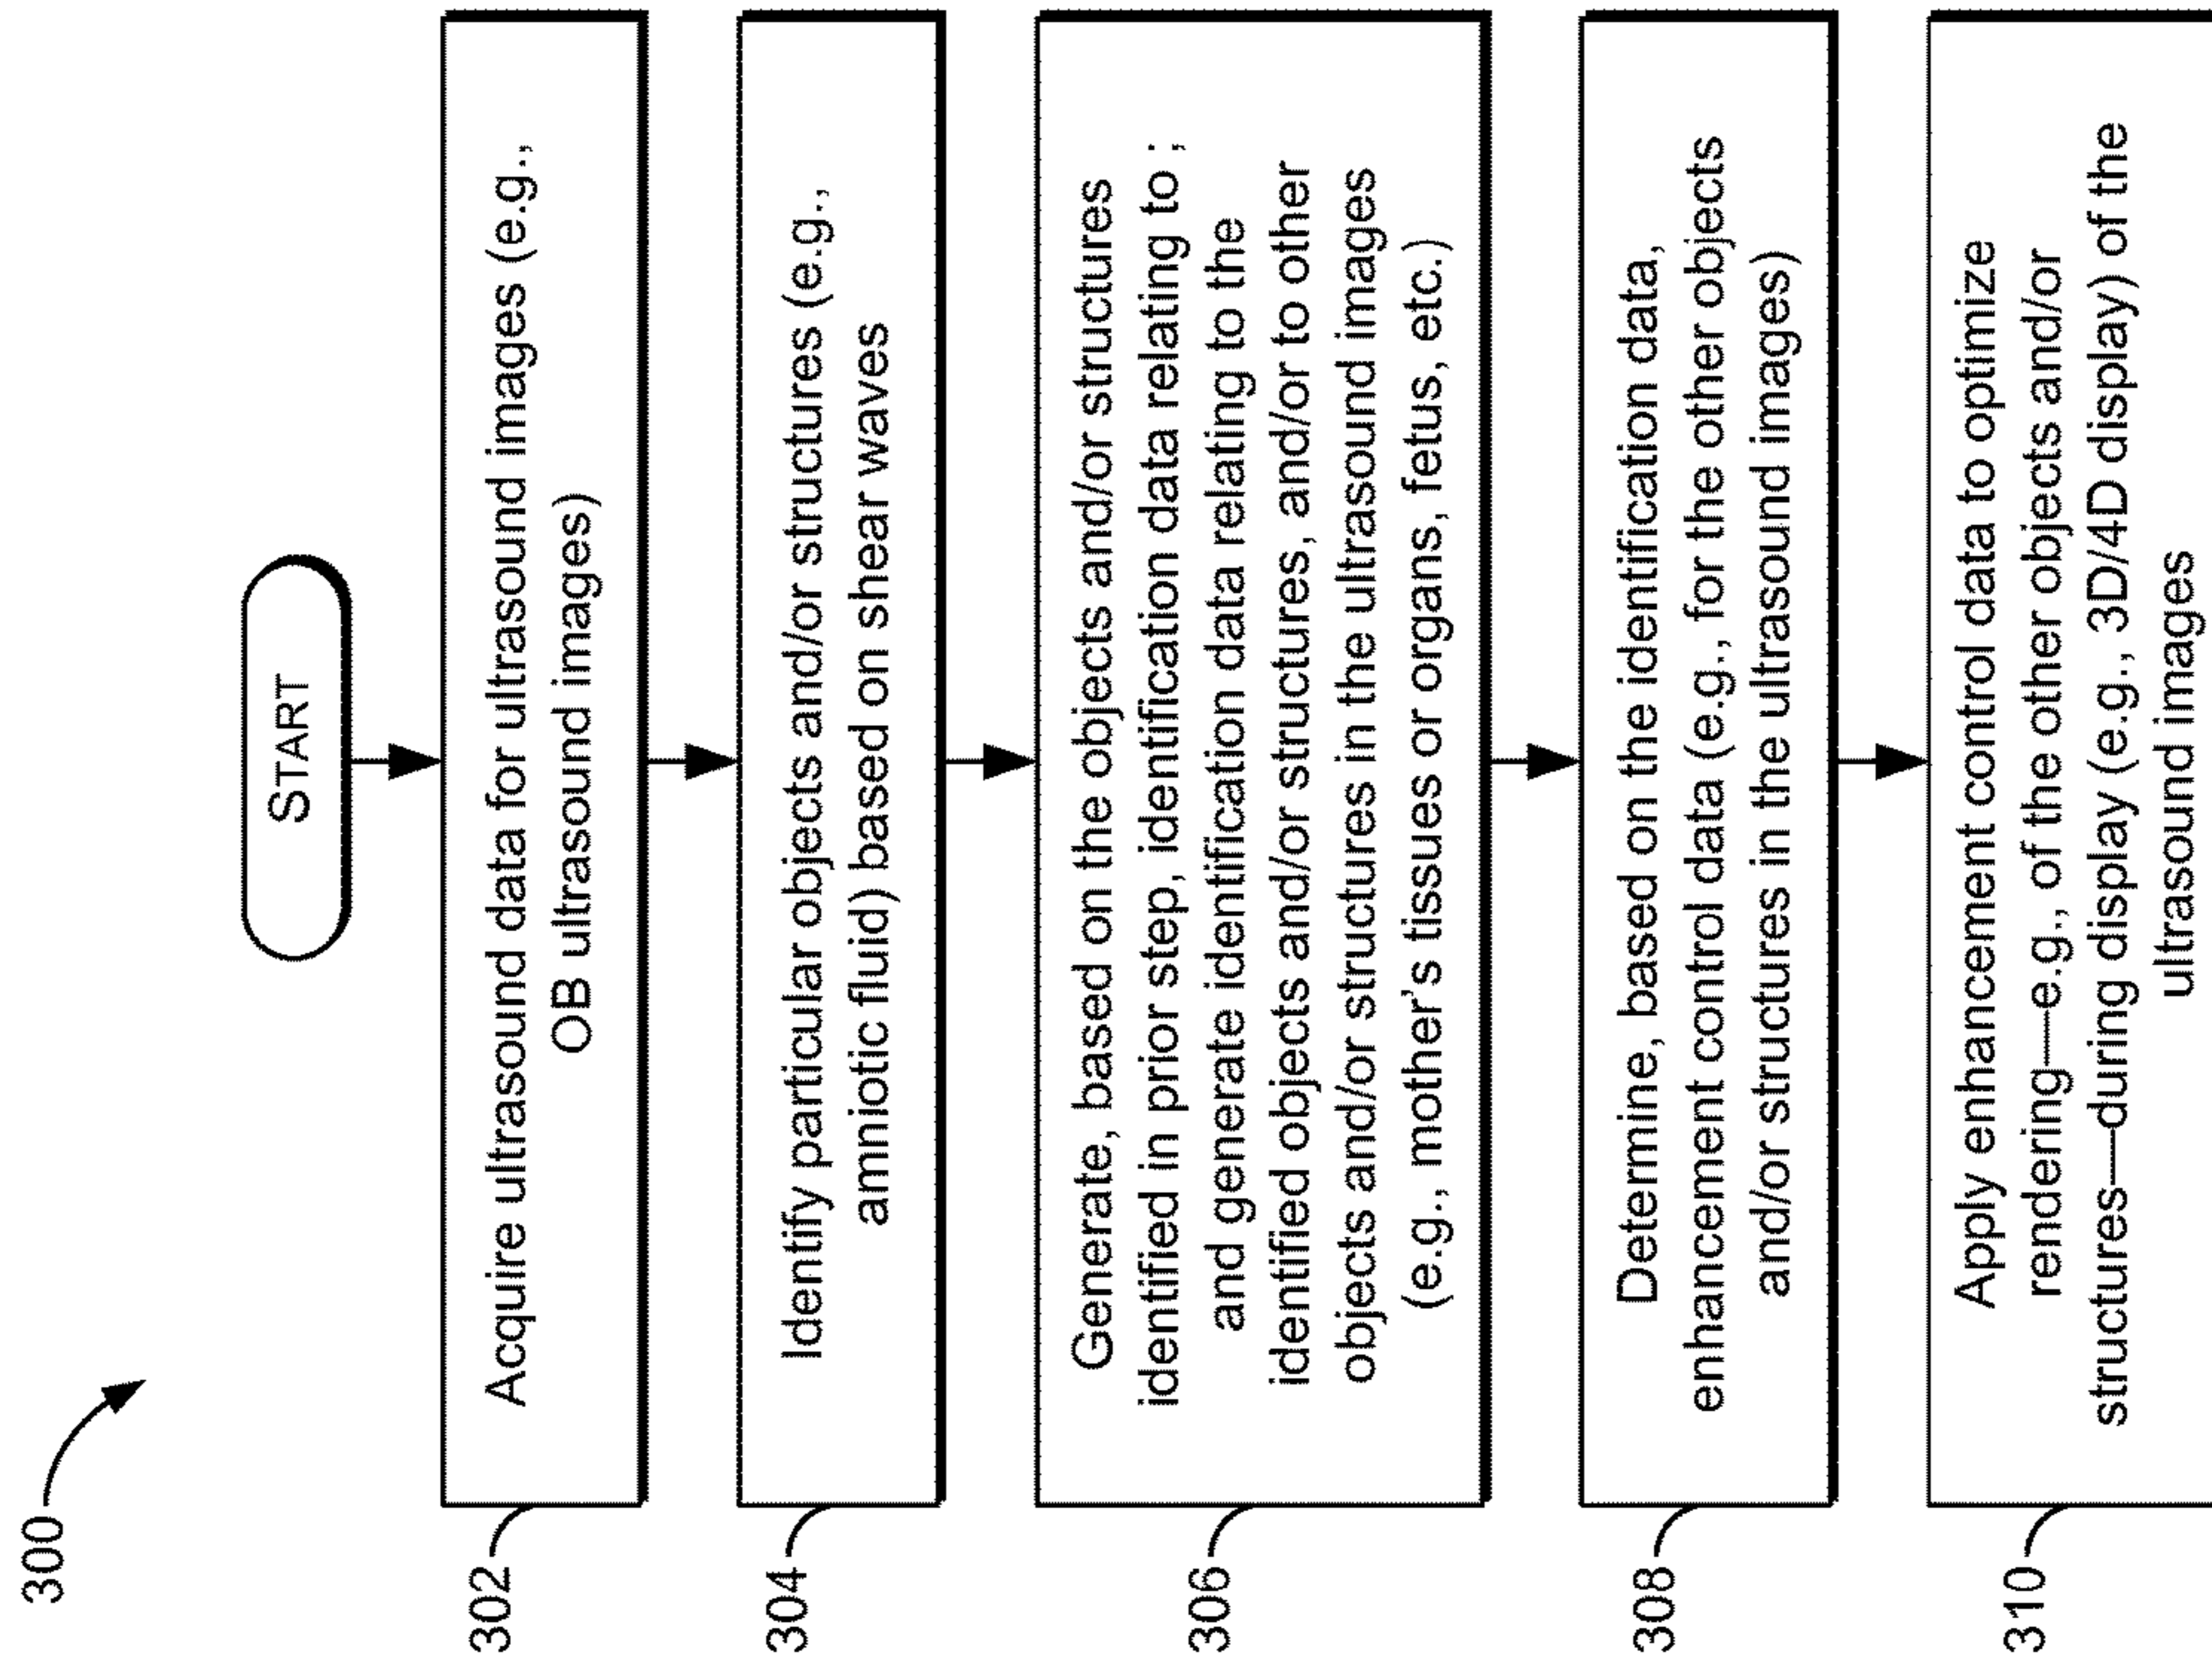 300
START
302
Acquire ultrasound data for ultrasound images (e.g.,
OB ultrasound images)
304
Identify particular objects and/or structures (e.g.,
amniotic fluid) based on shear waves
306
Generate, based on the objects and/or structures
identified in prior step, identification data relating to ;
and generate identification data relating to the
identified objects and/or structures, and/or to other
objects and/or structures in the ultrasound images
(e.g., mother's tissues or organs, fetus, etc.)
308
Determine, based on the identification data,
enhancement control data (e.g., for the other objects
and/or structures in the ultrasound images)
310
Apply enhancement control data to optimize
rendering—e.g., of the other objects and/or
structures—during display (e.g., 3D/4D display) of the
ultrasound images